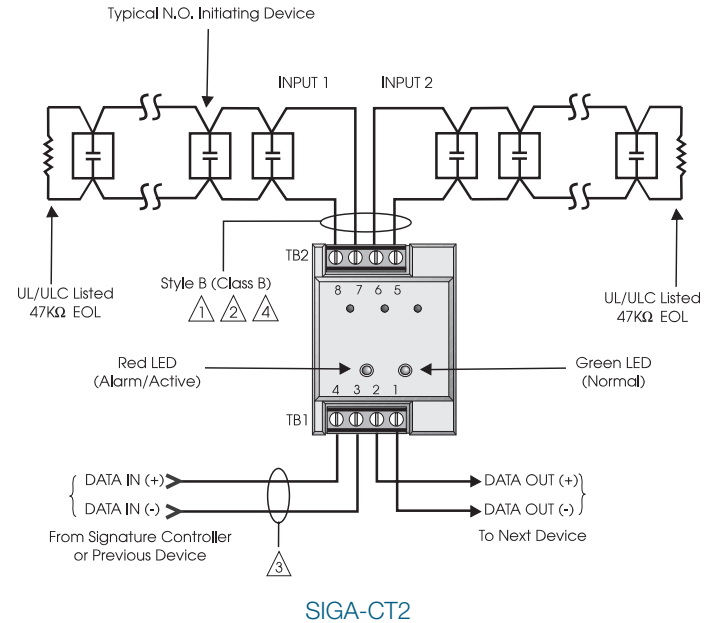 Typical N.O. Initiating Device
INPUT 1
INPUT 2
TB2
8 7 6 5
Style B (Class B)
1 2 4
UL/ULC Listed
47KΩ EOL
UL/ULC Listed
47KΩ EOL
Red LED
(Alarm/Active)
Green LED
(Normal)
4 3 2 1
TB1
DATA IN (+)
DATA IN (-)
From Signature Controller
or Previous Device
3
DATA OUT (+)
DATA OUT (-)
To Next Device
SIGA-CT2